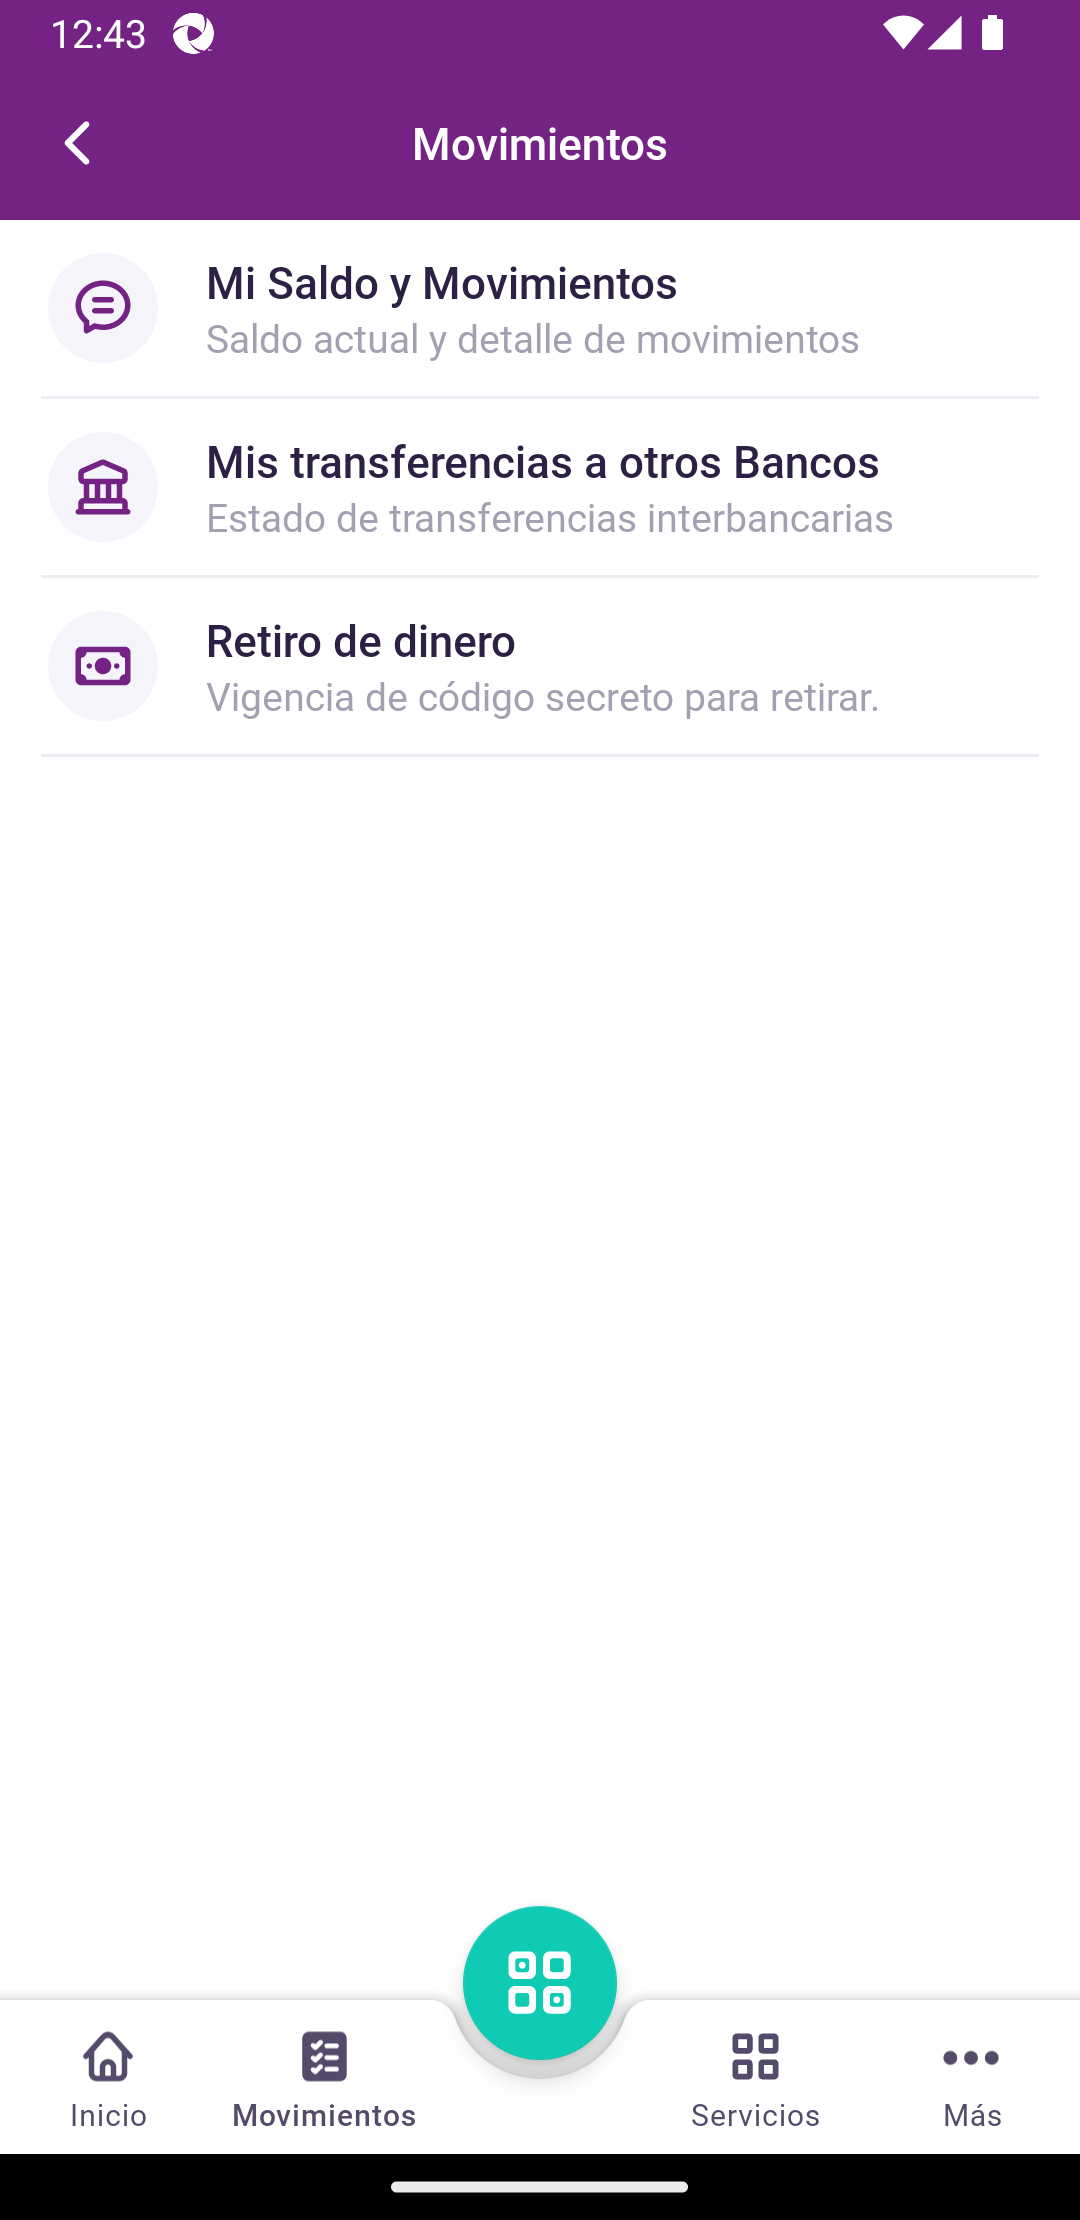 12:43
Movimientos
Mi Saldo y Movimientos
Saldo actual y detalle de movimientos
Mis transferencias a otros Bancos
Estado de transferencias interbancarias
Retiro de dinero
Vigencia de código secreto para retirar.
Inicio
Movimientos
Servicios
Más